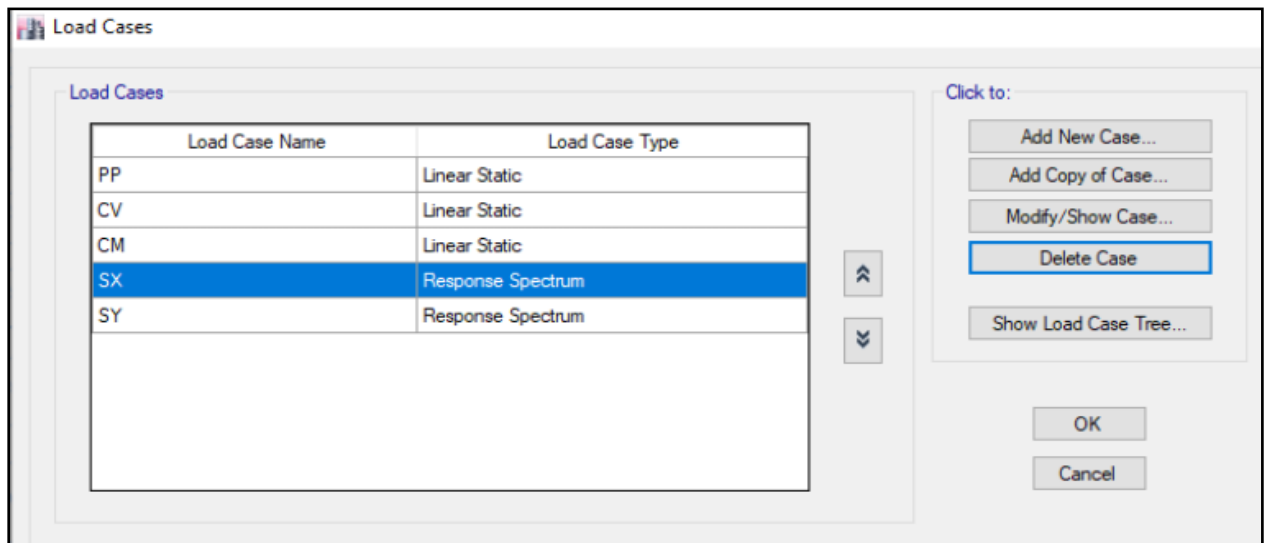 Load Cases
Load Cases
Click to:
Load Case Name Load Case Type
PP Linear Static
CV Linear Static
CM Linear Static
SX Response Spectrum
SY Response Spectrum
Add New Case...
Add Copy of Case...
Modify/Show Case...
Delete Case
Show Load Case Tree...
OK
Cancel